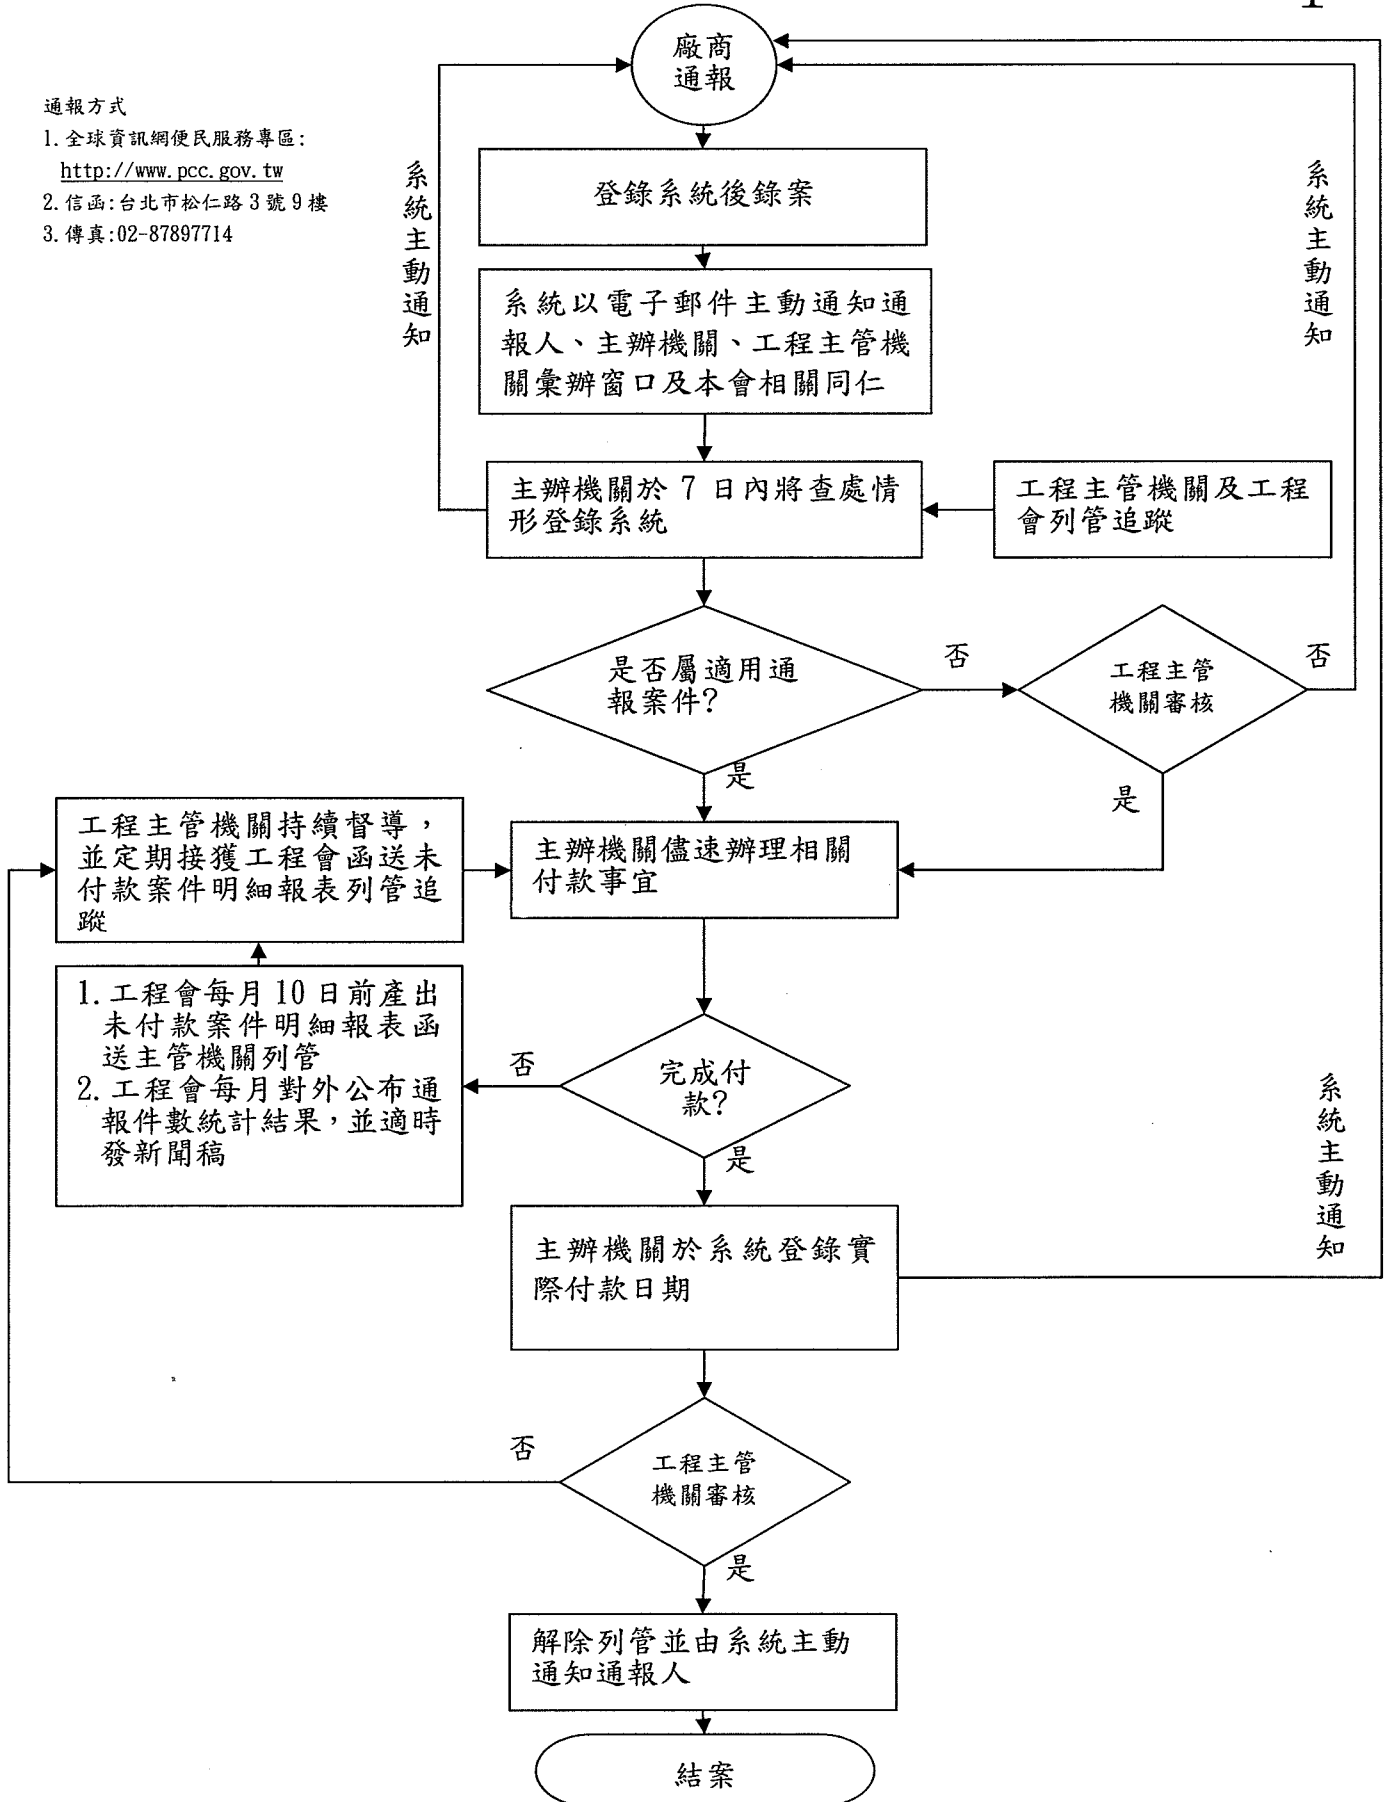 廠商
通報
通報方式
1. 全球資訊網便民服務專區:
http://www.pcc.gov.tw
2. 信函:台北市松仁路 3 號 9 樓
3. 傳真:02-87897714
系統主動通知
系統主動通知
登錄系統後錄案
系統以電子郵件主動通知通
報人、主辦機關、工程主管機
關彙辦窗口及本會相關同仁
主辦機關於 7 日內將查處情
形登錄系統
工程主管機關及工程
會列管追蹤
是否屬適用通
報案件?
否
工程主管
機關審核
否
是
是
工程主管機關持續督導,
並定期接獲工程會函送未
付款案件明細報表列管追
蹤
主辦機關儘速辦理相關
付款事宜
1. 工程會每月 10 日前產出
未付款案件明細報表函
送主管機關列管
2. 工程會每月對外公布通
報件數統計結果,並適時
發新聞稿
否
完成付
款?
是
系統主動通知
主辦機關於系統登錄實
際付款日期
否
工程主管
機關審核
是
解除列管並由系統主動
通知通報人
結案